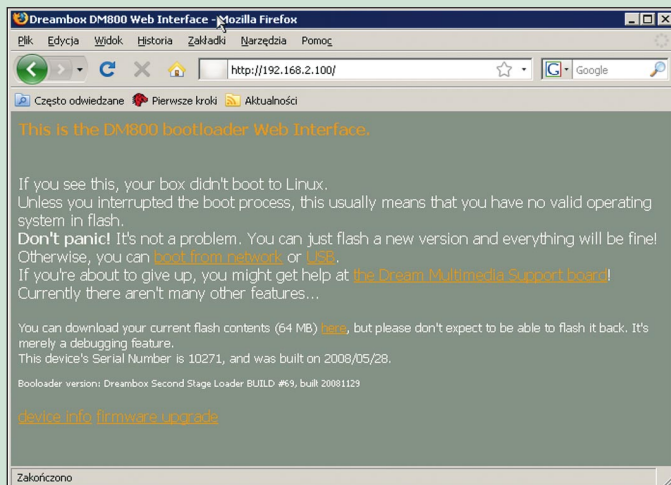 Dreambox DM800 Web Interface - Mozilla Firefox
Plik Edycja Widok Historia Zakładki Narzędzia Pomoc
http://192.168.2.100/ G Google
Często odwiedzane Pierwsze kroki Aktualności
This is the DM800 bootloader Web Interface.
If you see this, your box didn't boot to Linux.
Unless you interrupted the boot process, this usually means that you have no valid operating
system in flash.
Don't panic! It's not a problem. You can just flash a new version and everything will be fine!
Otherwise, you can boot from network or USB.
If you're about to give up, you might get help at the Dream Multimedia Support board!
Currently there aren't many other features...
You can download your current flash contents (64 MB) here, but please don't expect to be able to flash it back. It's
merely a debugging feature.
This device's Serial Number is 10271, and was built on 2008/05/28.
Booloader version: Dreambox Second Stage Loader BUILD #69, built 20081129
device info firmware upgrade
Zakończono